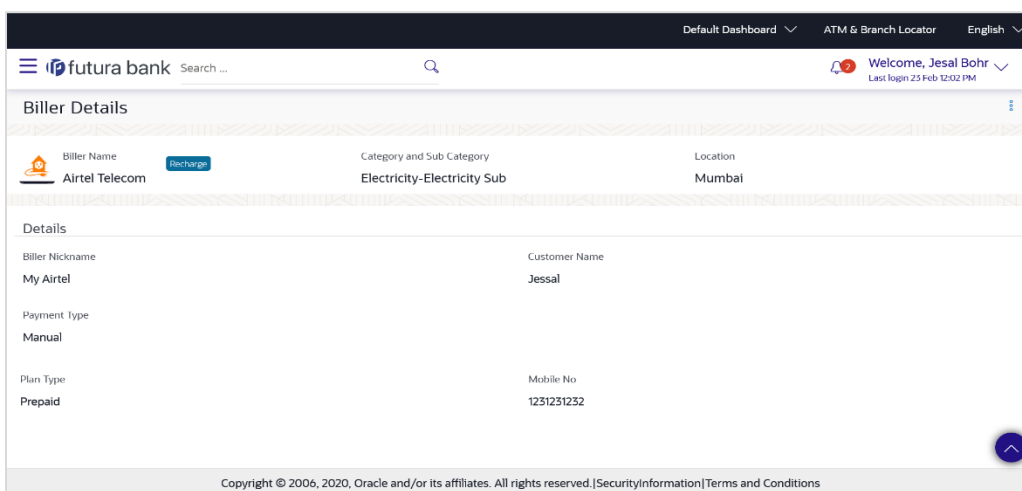 Default Dashboard ATM & Branch Locator English
futura bank Search ... 2 Welcome, Jesal Bohr
Last login 23 Feb 12:02 PM
Biller Details
Biller Name Recharge Category and Sub Category Location
Airtel Telecom Electricity-Electricity Sub Mumbai
Details
Biller Nickname Customer Name
My Airtel Jessal
Payment Type
Manual
Plan Type Mobile No
Prepaid 1231231232
Copyright © 2006, 2020, Oracle and/or its affiliates. All rights reserved.|SecurityInformation|Terms and Conditions